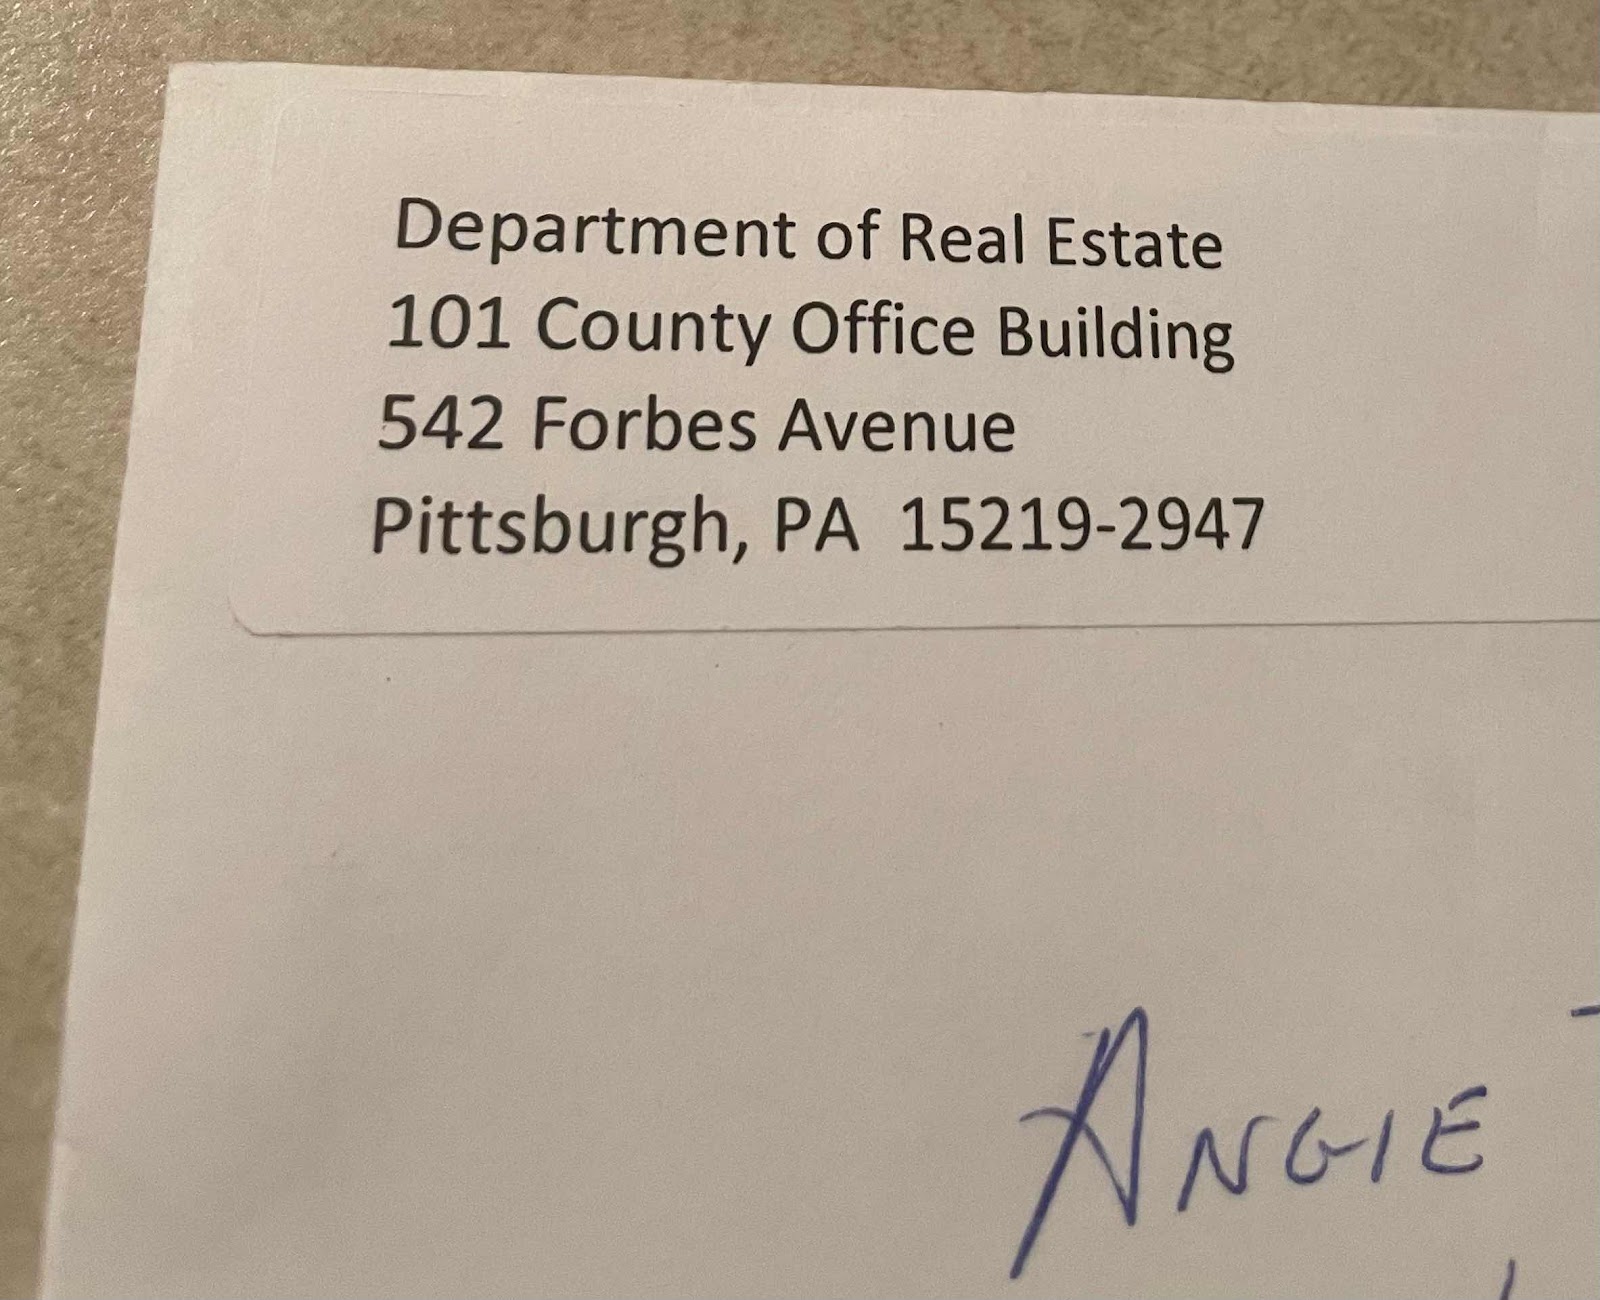 Department of Real Estate
101 County Office Building
542 Forbes Avenue
Pittsburgh, PA  15219-2947
ANGIE